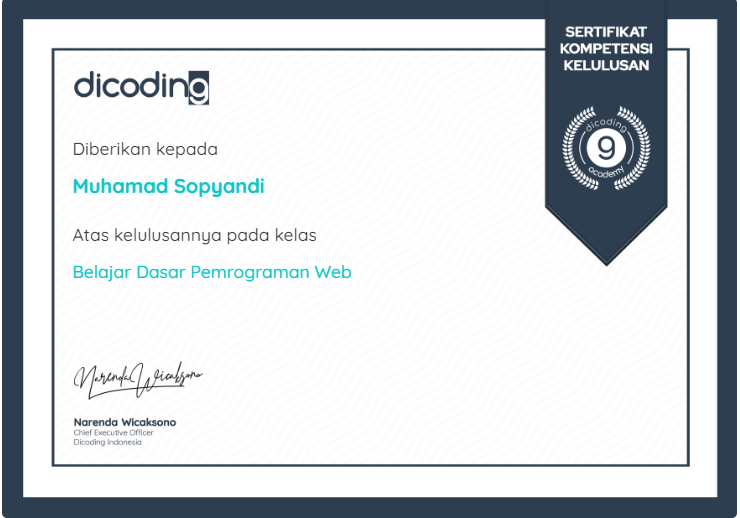 SERTIFIKAT
KOMPETENSI
KELULUSAN
dicoding
academy
9
dicoding
Diberikan kepada
Muhamad Sopyandi
Atas kelulusannya pada kelas
Belajar Dasar Pemrograman Web
Narenda Wicaksono
Narenda Wicaksono
Chief Executive Officer
Dicoding Indonesia